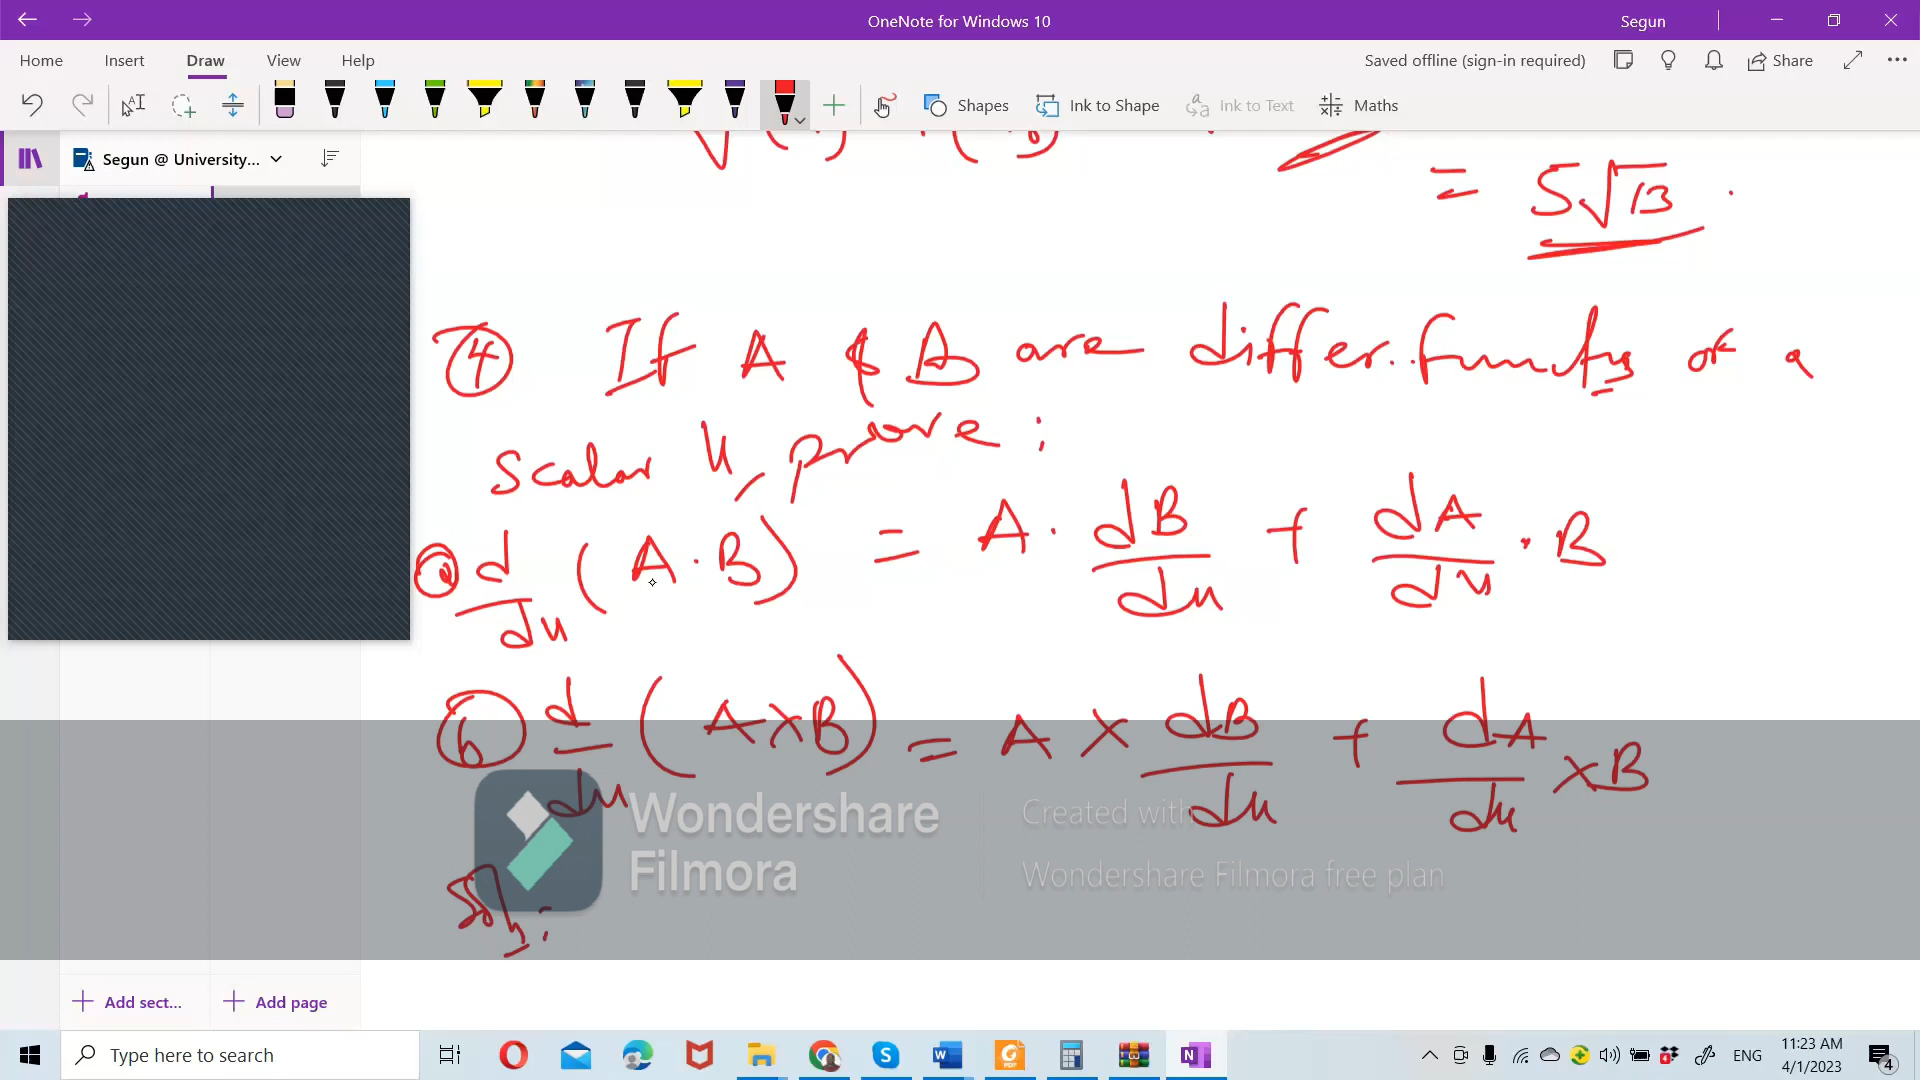 OneNote for Windows 10
Segun
Home Insert Draw View Help
Saved offline (sign-in required)
Share
Shapes
Ink to Shape
Ink to Text
Maths
Segun @ University...
= 5√13 .
④ If A & B are differ. functns of a
scalar u, prove :
ⓐ d/du (A · B) = A · dB/du + dA/du · B
ⓑ d/du (A×B) = A × dB/du + dA/du ×B
Soln :
Wondershare
Filmora
Created with
Wondershare Filmora free plan
Add sect...
Add page
Type here to search
ENG
11:23 AM
4/1/2023
4